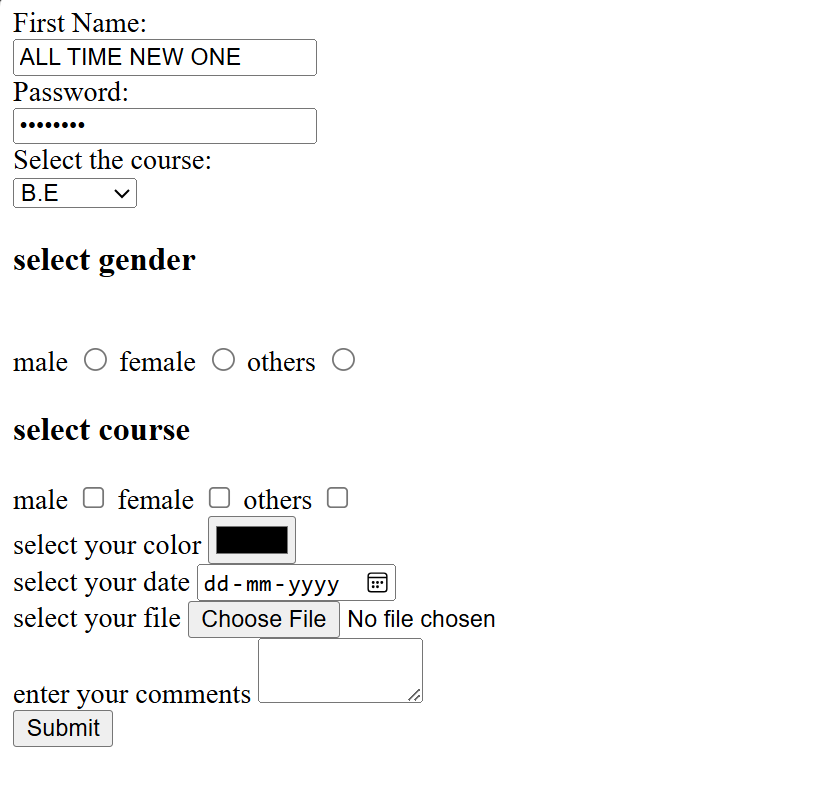 First Name:
ALL TIME NEW ONE
Password:
••••••••
Select the course:
B.E
select gender
male female others
select course
male female others
select your color
select your date dd-mm-yyyy
select your file Choose File No file chosen
enter your comments
Submit